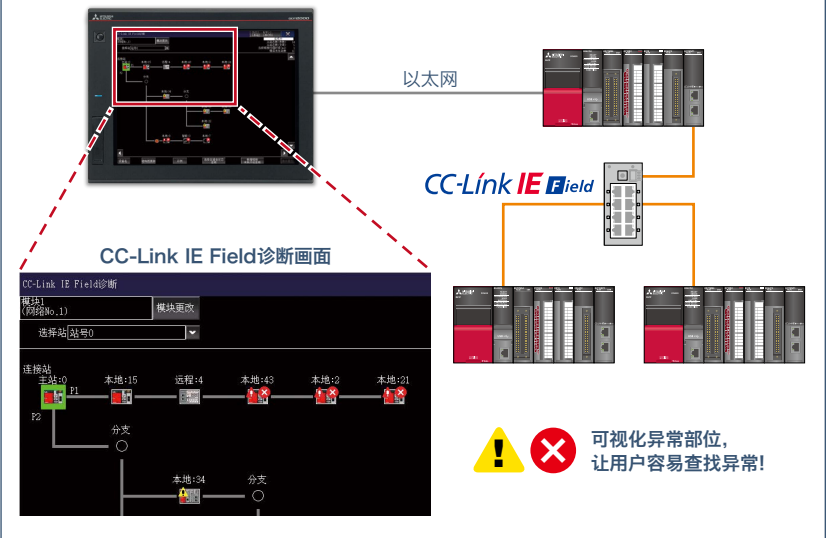 以太网
CC-Link IE Field
CC-Link IE Field诊断画面
CC-Link IE Field诊断
模块1
(网络No.1)
模块更改
选择站
站号0
连接站
主站:0
本地:15
远程:4
本地:43
本地:2
本地:21
P1
P2
分支
本地:34
分支
可视化异常部位,
让用户容易查找异常!